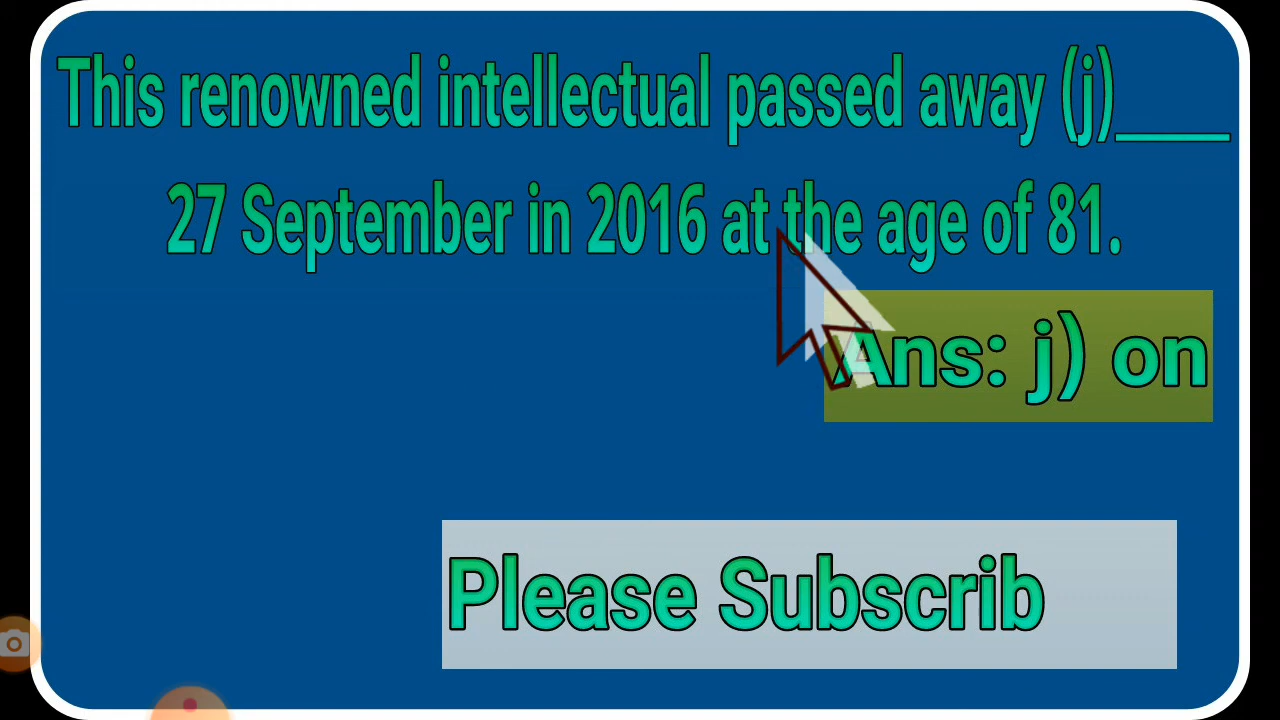 This renowned intellectual passed away (j)____
27 September in 2016 at the age of 81.
Ans: j) on
Please Subscrib